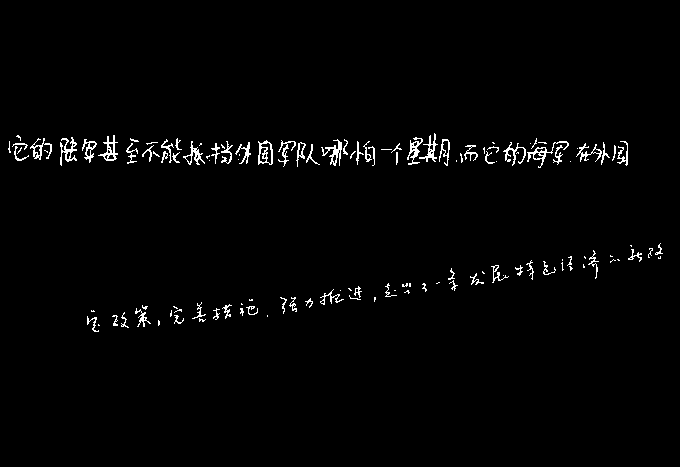 它的陆军甚至不能抵挡外国军队哪怕一个星期,而它的海军在外国
定政策,完善措施,强力推进,走出了一条发展特色经济之新路